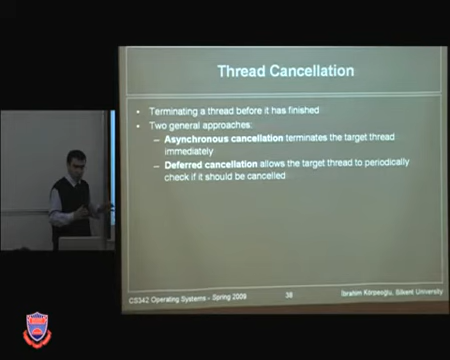 Thread Cancellation
• Terminating a thread before it has finished
• Two general approaches:
– Asynchronous cancellation terminates the target thread
immediately
– Deferred cancellation allows the target thread to periodically
check if it should be cancelled
CS342 Operating Systems - Spring 2009
38
İbrahim Körpeoğlu, Bilkent University